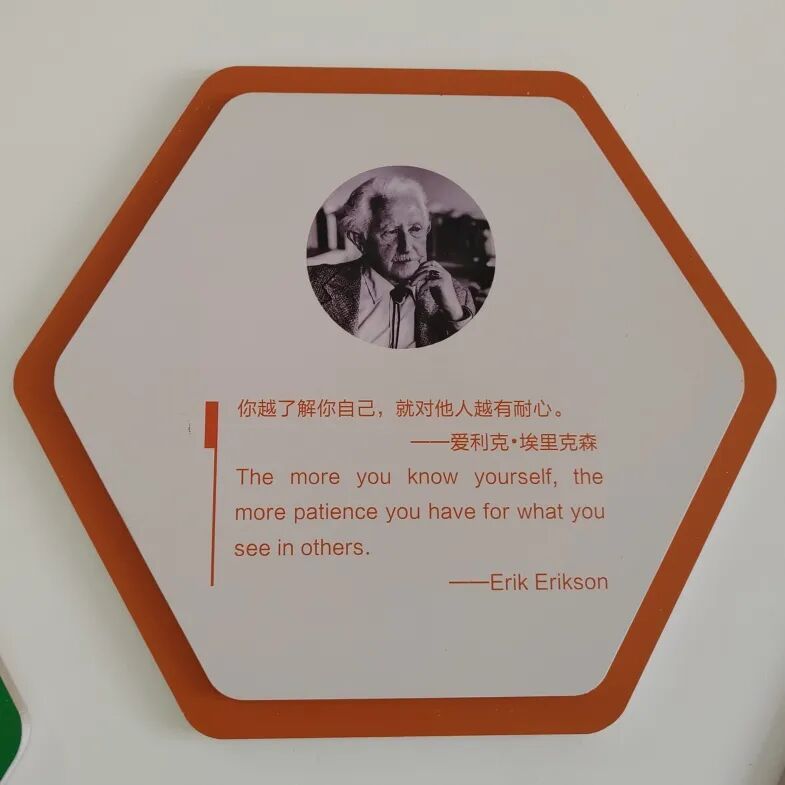 你越了解你自己，就对他人越有耐心。
——爱利克•埃里克森
The more you know yourself, the
more patience you have for what you
see in others.
——Erik Erikson